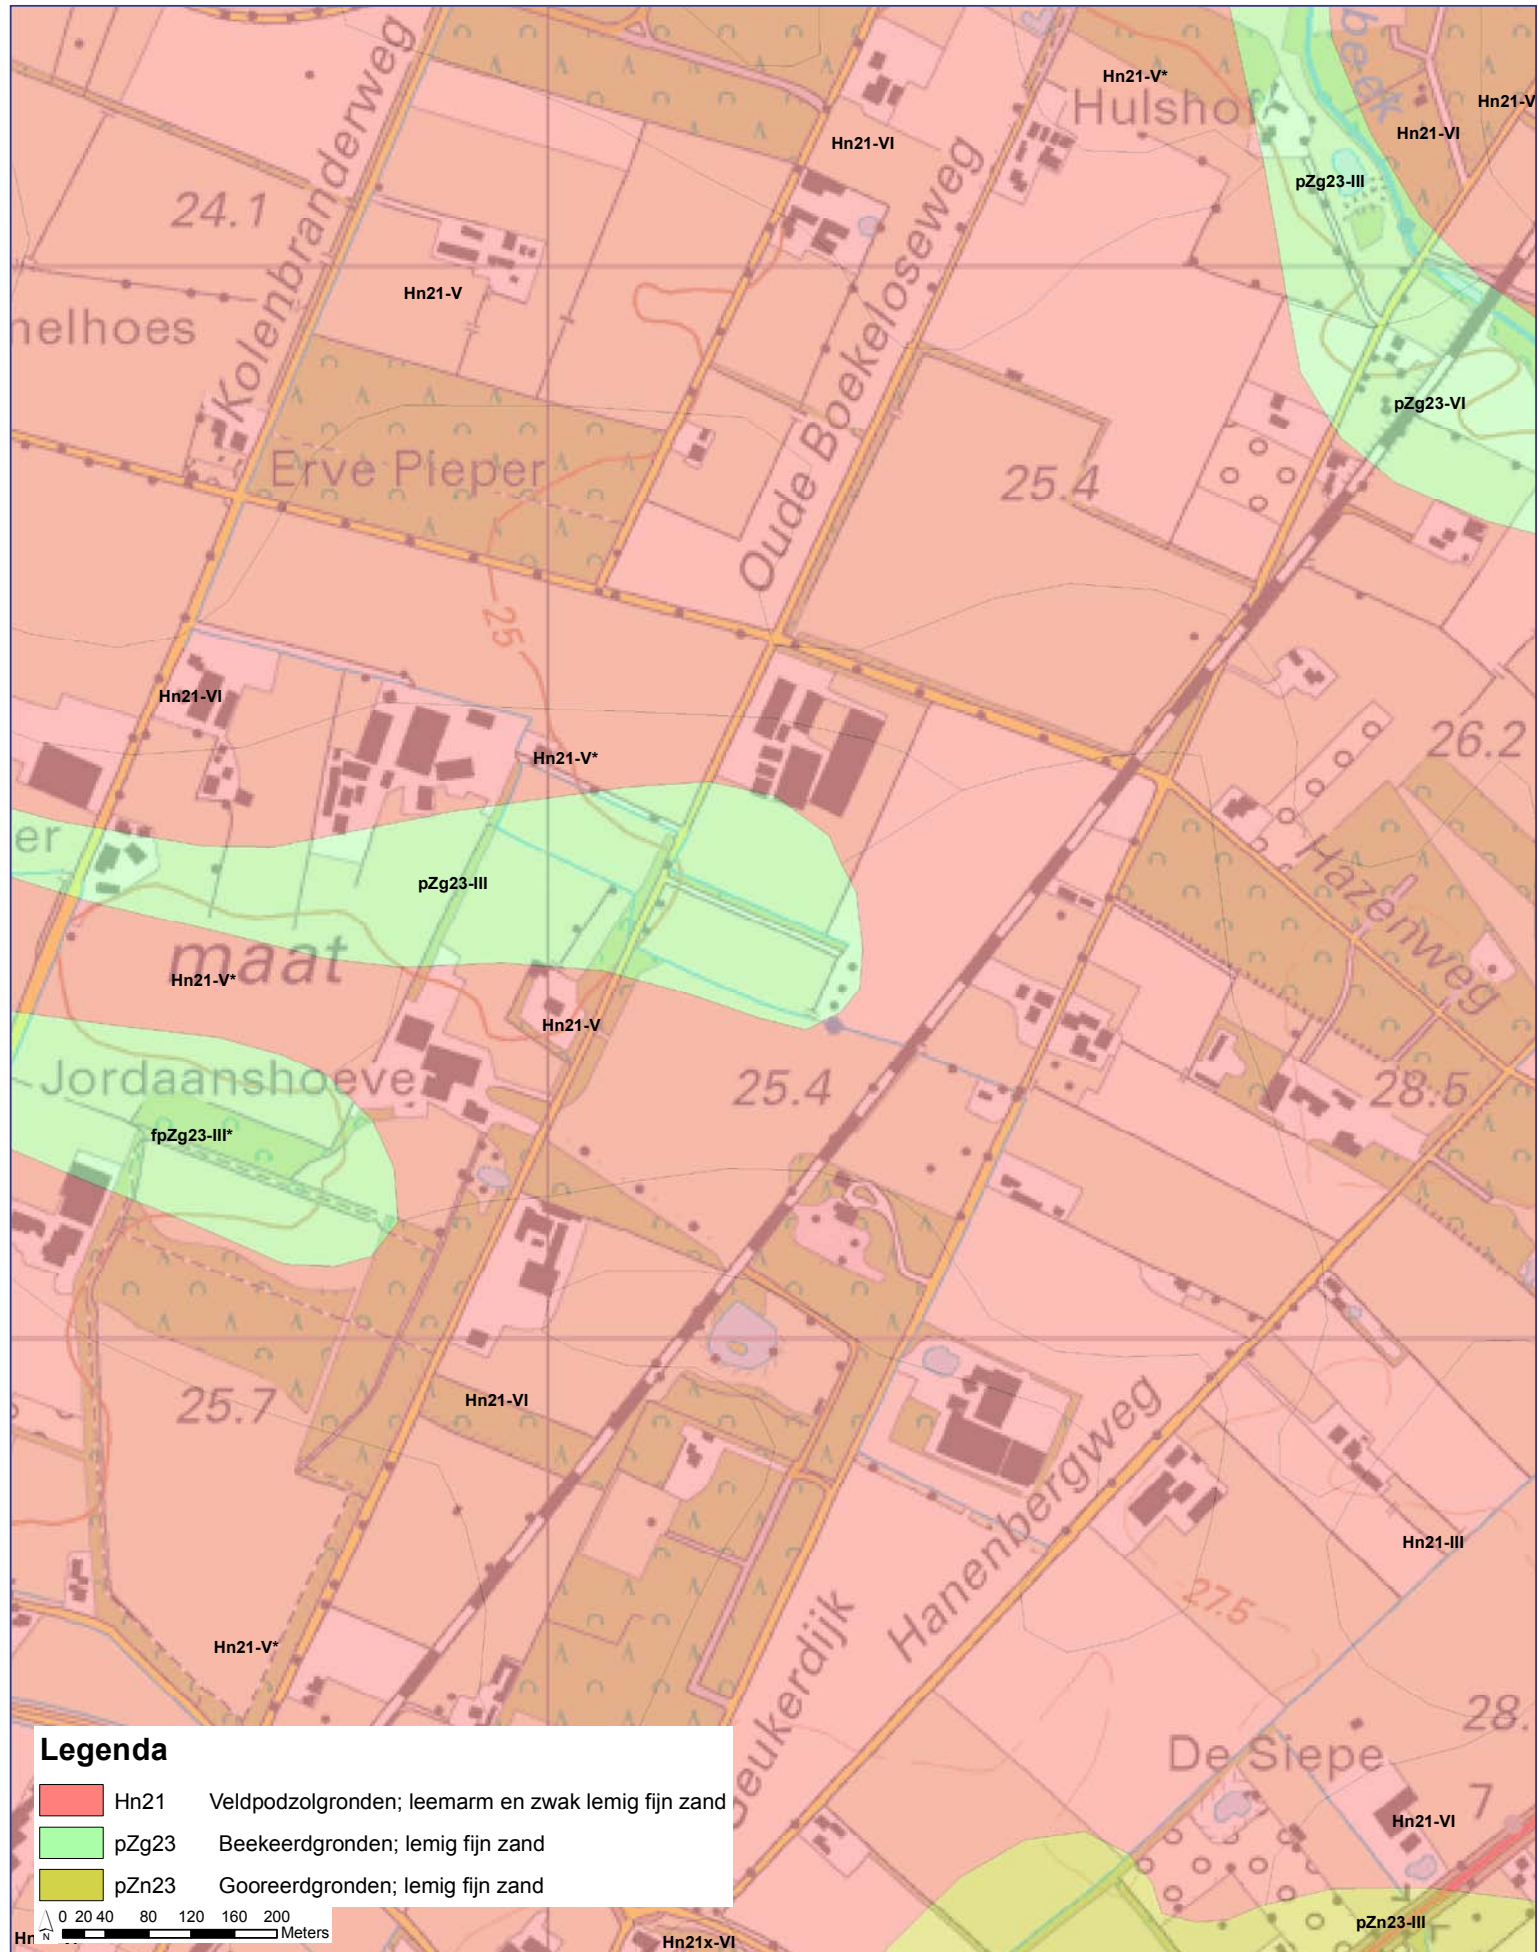 Kolenbranderweg
beek
Hn21-V*
Hulshof
Hn21-V
Hn21-VI
Hn21-VI
pZg23-III
24.1
Hn21-V
nelhoes
Oude Boekeloseweg
pZg23-VI
Erve Pieper
25.4
25
Hn21-VI
26.2
Hn21-V*
er
Hazenweg
pZg23-III
maat
Hn21-V*
Hn21-V
Jordaanshoeve
25.4
28.5
fpZg23-III*
25.7
Hn21-VI
Hanenbergweg
Hn21-III
27.5
Hn21-V*
eukerdijk
28.
De Siepe
7
Hn21-VI
Legenda
Hn21 Veldpodzolgronden; leemarm en zwak lemig fijn zand
pZg23 Beekeerdgronden; lemig fijn zand
pZn23 Gooreerdgronden; lemig fijn zand
N 0 20 40 80 120 160 200 Meters
pZn23-III
Hn
Hn21x-VI